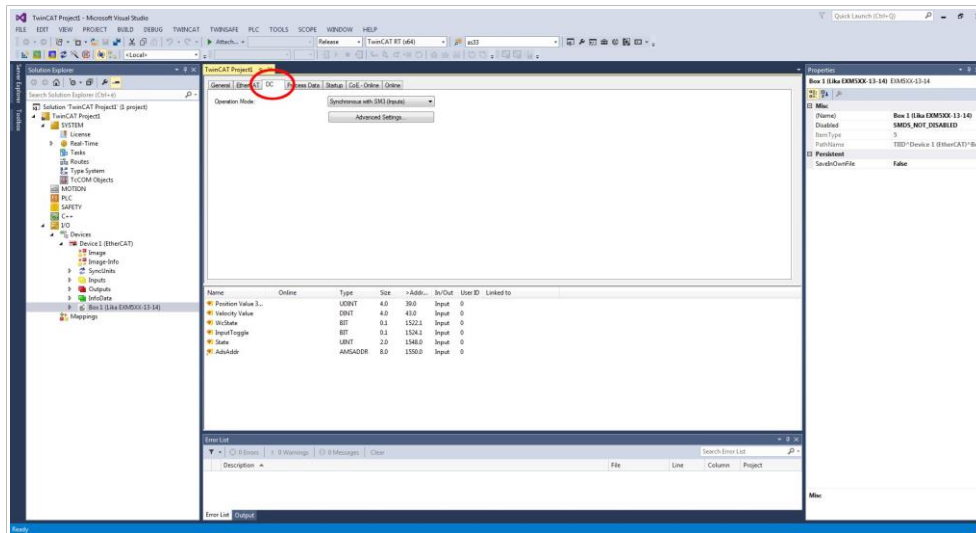 TwinCAT Project1 - Microsoft Visual Studio
Quick Launch (Ctrl+Q)
FILE EDIT VIEW PROJECT BUILD DEBUG TWINCAT TWINSAFE PLC TOOLS SCOPE WINDOW HELP
Attach... Release TwinCAT RT (x64) as33
<Local>
Server Explorer
Toolbox
Solution Explorer
Search Solution Explorer (Ctrl+è)
Solution 'TwinCAT Project1' (1 project)
TwinCAT Project1
SYSTEM
License
Real-Time
Tasks
Routes
Type System
TcCOM Objects
MOTION
PLC
SAFETY
C++
I/O
Devices
Device 1 (EtherCAT)
Image
Image-Info
SyncUnits
Inputs
Outputs
InfoData
Box 1 (Lika EXM5XX-13-14)
Mappings
TwinCAT Project1
General EtherCAT DC Process Data Startup CoE - Online Online
Operation Mode: Synchronous with SM3 (Inputs)
Advanced Settings...
Name Online Type Size >Addr... In/Out User ID Linked to
Position Value 3... UDINT 4.0 39.0 Input 0
Velocity Value DINT 4.0 43.0 Input 0
WcState BIT 0.1 1522.1 Input 0
InputToggle BIT 0.1 1524.1 Input 0
State UINT 2.0 1548.0 Input 0
AdsAddr AMSADDR 8.0 1550.0 Input 0
Error List
0 Errors 0 Warnings 0 Messages Clear
Search Error List
Description File Line Column Project
Error List Output
Properties
Box 1 (Lika EXM5XX-13-14) EXM5XX-13-14
Misc
(Name) Box 1 (Lika EXM5XX-13-14)
Disabled SMDS_NOT_DISABLED
ItemType 5
PathName TIID^Device 1 (EtherCAT)^Bo
Persistent
SaveInOwnFile False
Misc
Ready